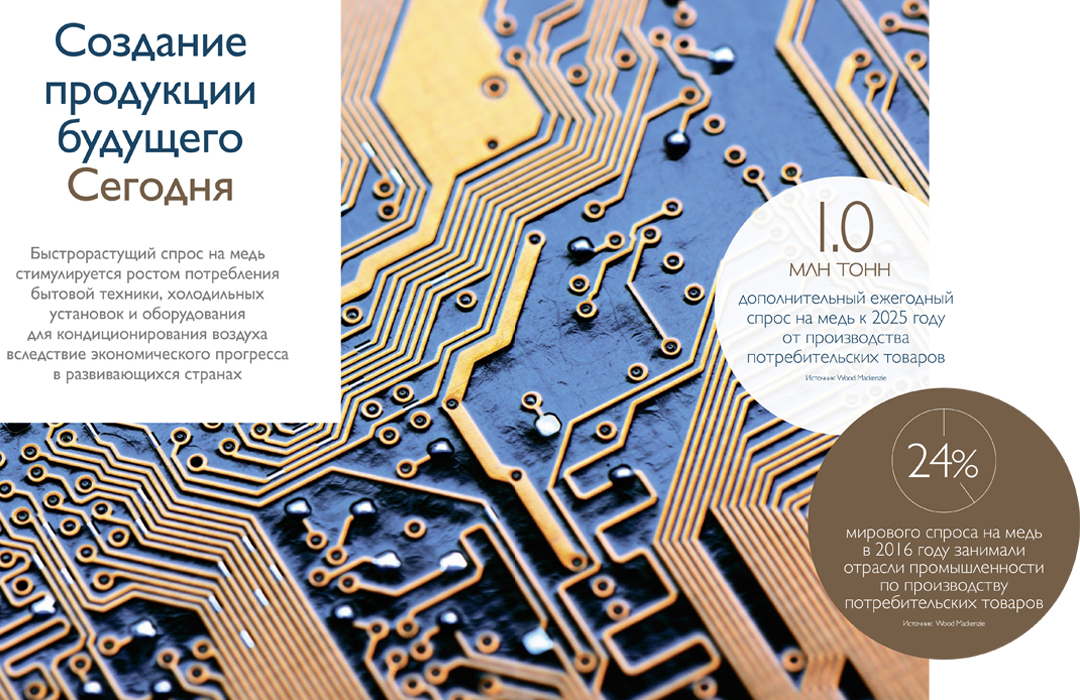 Создание
продукции
будущего
Сегодня
Быстрорастущий спрос на медь
стимулируется ростом потребления
бытовой техники, холодильных
установок и оборудования
для кондиционирования воздуха
вследствие экономического прогресса
в развивающихся странах
1.0
МЛН ТОНН
дополнительный ежегодный
спрос на медь к 2025 году
от производства
потребительских товаров
Источник: Wood Mackenzie
24%
мирового спроса на медь
в 2016 году занимали
отрасли промышленности
по производству
потребительских товаров
Источник: Wood Mackenzie